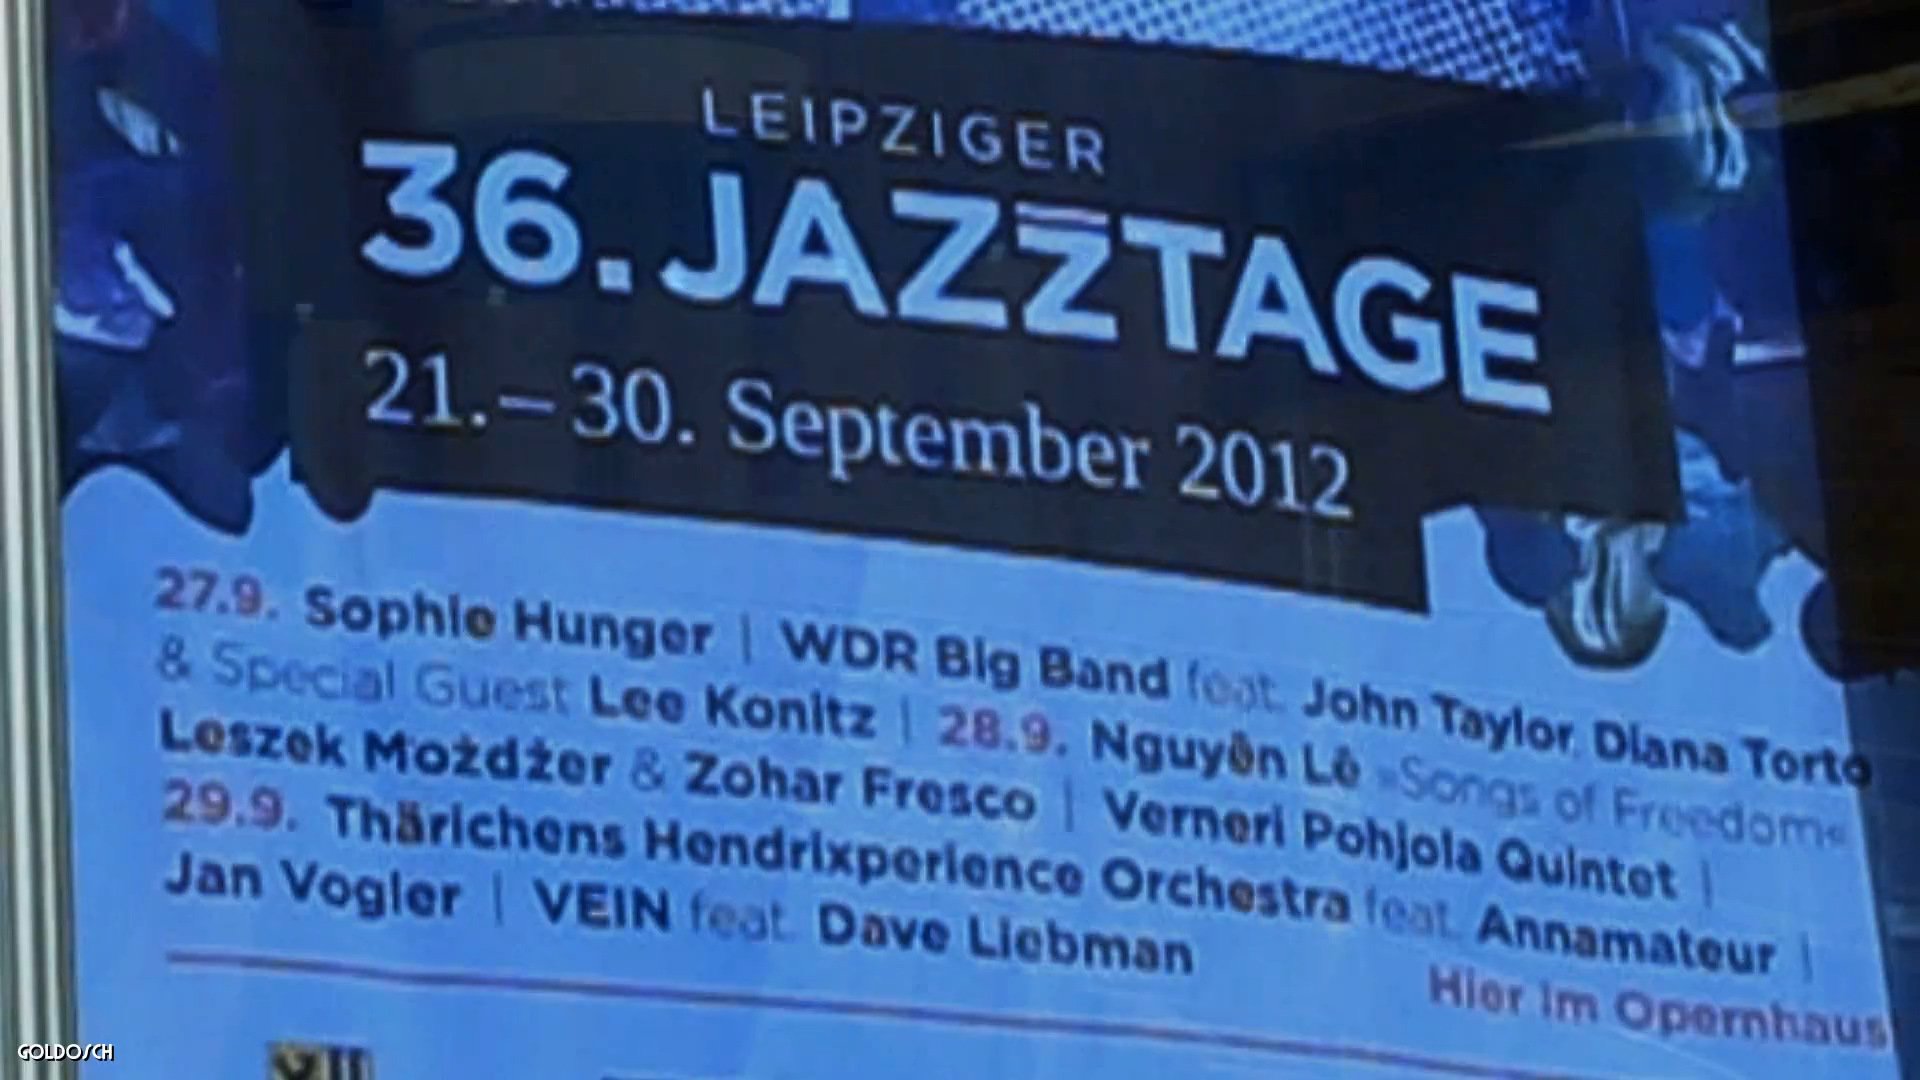 LEIPZIGER
36. JAZZTAGE
21. – 30. September 2012
27.9. Sophie Hunger | WDR Big Band feat. John Taylor, Diana Torto
& Special Guest Lee Konitz | 28.9. Nguyên Lê »Songs of Freedom«
Leszek Możdżer & Zohar Fresco | Verneri Pohjola Quintet |
29.9. Thärichens Hendrixperience Orchestra feat. Annamateur |
Jan Vogler | VEIN feat. Dave Liebman
Hier im Opernhaus
GOLDOSCH